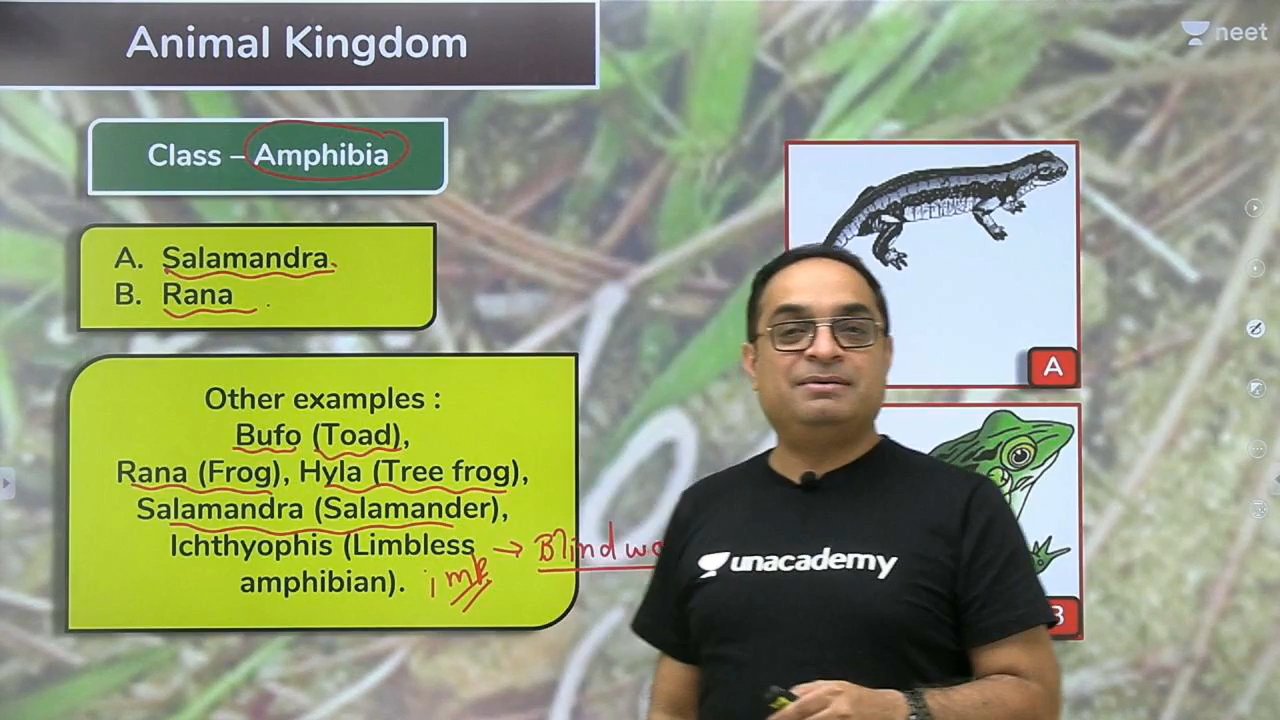 Animal Kingdom
neet
Class – Amphibia
A. Salamandra
B. Rana
Other examples :
Bufo (Toad),
Rana (Frog), Hyla (Tree frog),
Salamandra (Salamander),
Ichthyophis (Limbless
amphibian).
→ Blind
imp
A
unacademy